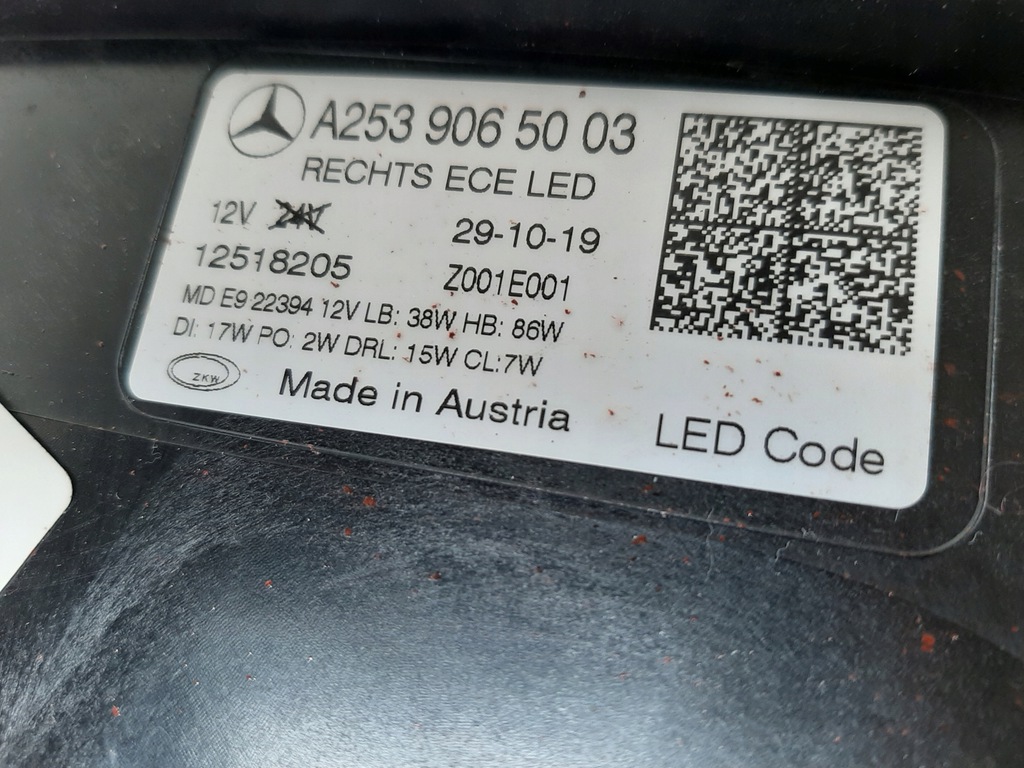 A253 906 50 03
RECHTS ECE LED
12V 24V 29-10-19
12518205 Z001E001
MD E9 22394 12V LB: 38W HB: 86W
DI: 17W PO: 2W DRL: 15W CL:7W
ZKW Made in Austria
LED Code